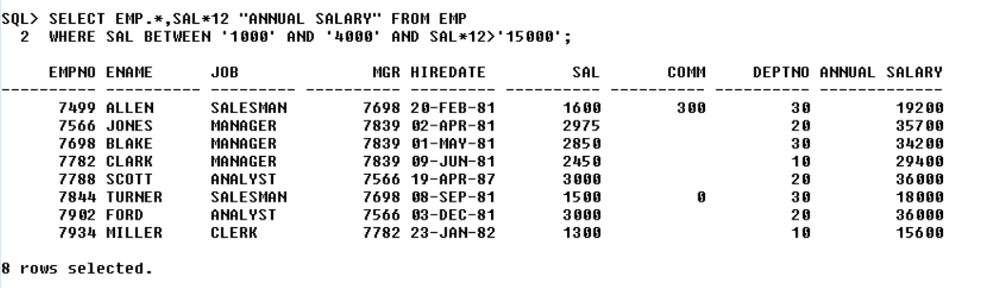 SQL> SELECT EMP.*,SAL*12 "ANNUAL SALARY" FROM EMP
2 WHERE SAL BETWEEN '1000' AND '4000' AND SAL*12>'15000';
EMPNO ENAME JOB MGR HIREDATE SAL COMM DEPTNO ANNUAL SALARY
---------- ---------- --------- ---------- --------- ---------- ---------- ---------- -------------
7499 ALLEN SALESMAN 7698 20-FEB-81 1600 300 30 19200
7566 JONES MANAGER 7839 02-APR-81 2975 20 35700
7698 BLAKE MANAGER 7839 01-MAY-81 2850 30 34200
7782 CLARK MANAGER 7839 09-JUN-81 2450 10 29400
7788 SCOTT ANALYST 7566 19-APR-87 3000 20 36000
7844 TURNER SALESMAN 7698 08-SEP-81 1500 0 30 18000
7902 FORD ANALYST 7566 03-DEC-81 3000 20 36000
7934 MILLER CLERK 7782 23-JAN-82 1300 10 15600
8 rows selected.